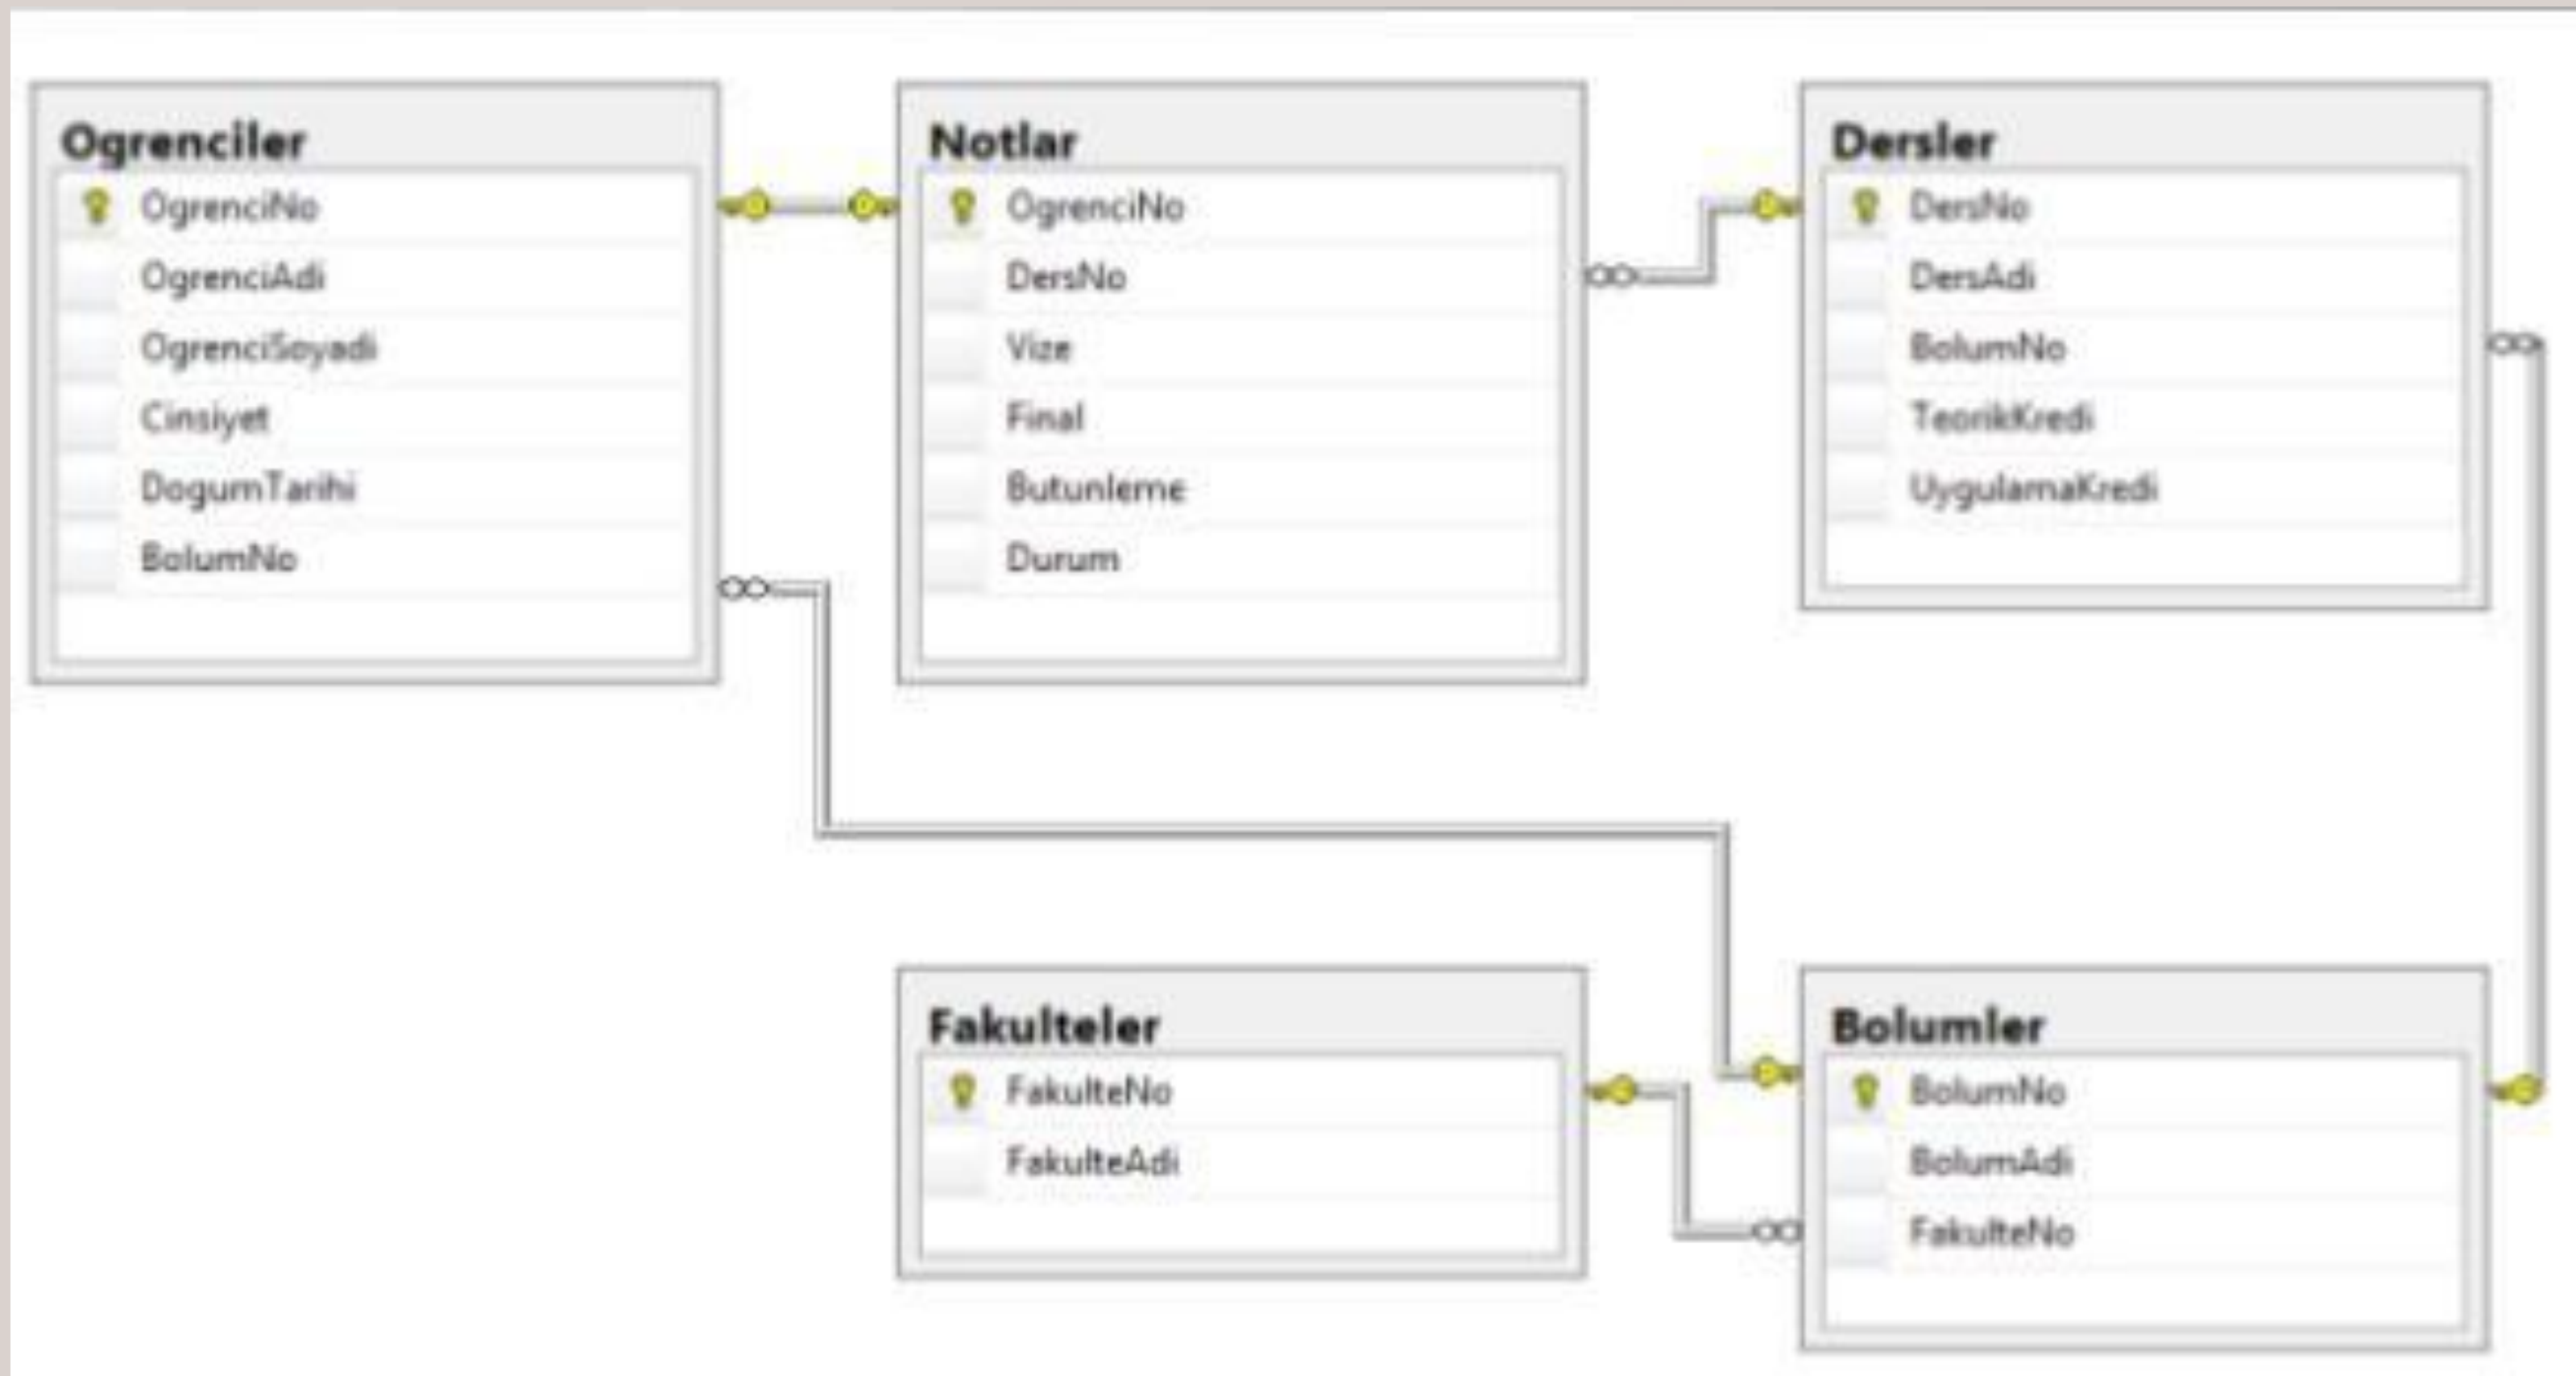 Ogrenciler
OgrenciNo
OgrenciAdi
OgrenciSoyadi
Cinsiyet
DogumTarihi
BolumNo
Notlar
OgrenciNo
DersNo
Vize
Final
Butunleme
Durum
Dersler
DersNo
DersAdi
BolumNo
TeorikKredi
UygulamaKredi
Fakulteler
FakulteNo
FakulteAdi
Bolumler
BolumNo
BolumAdi
FakulteNo